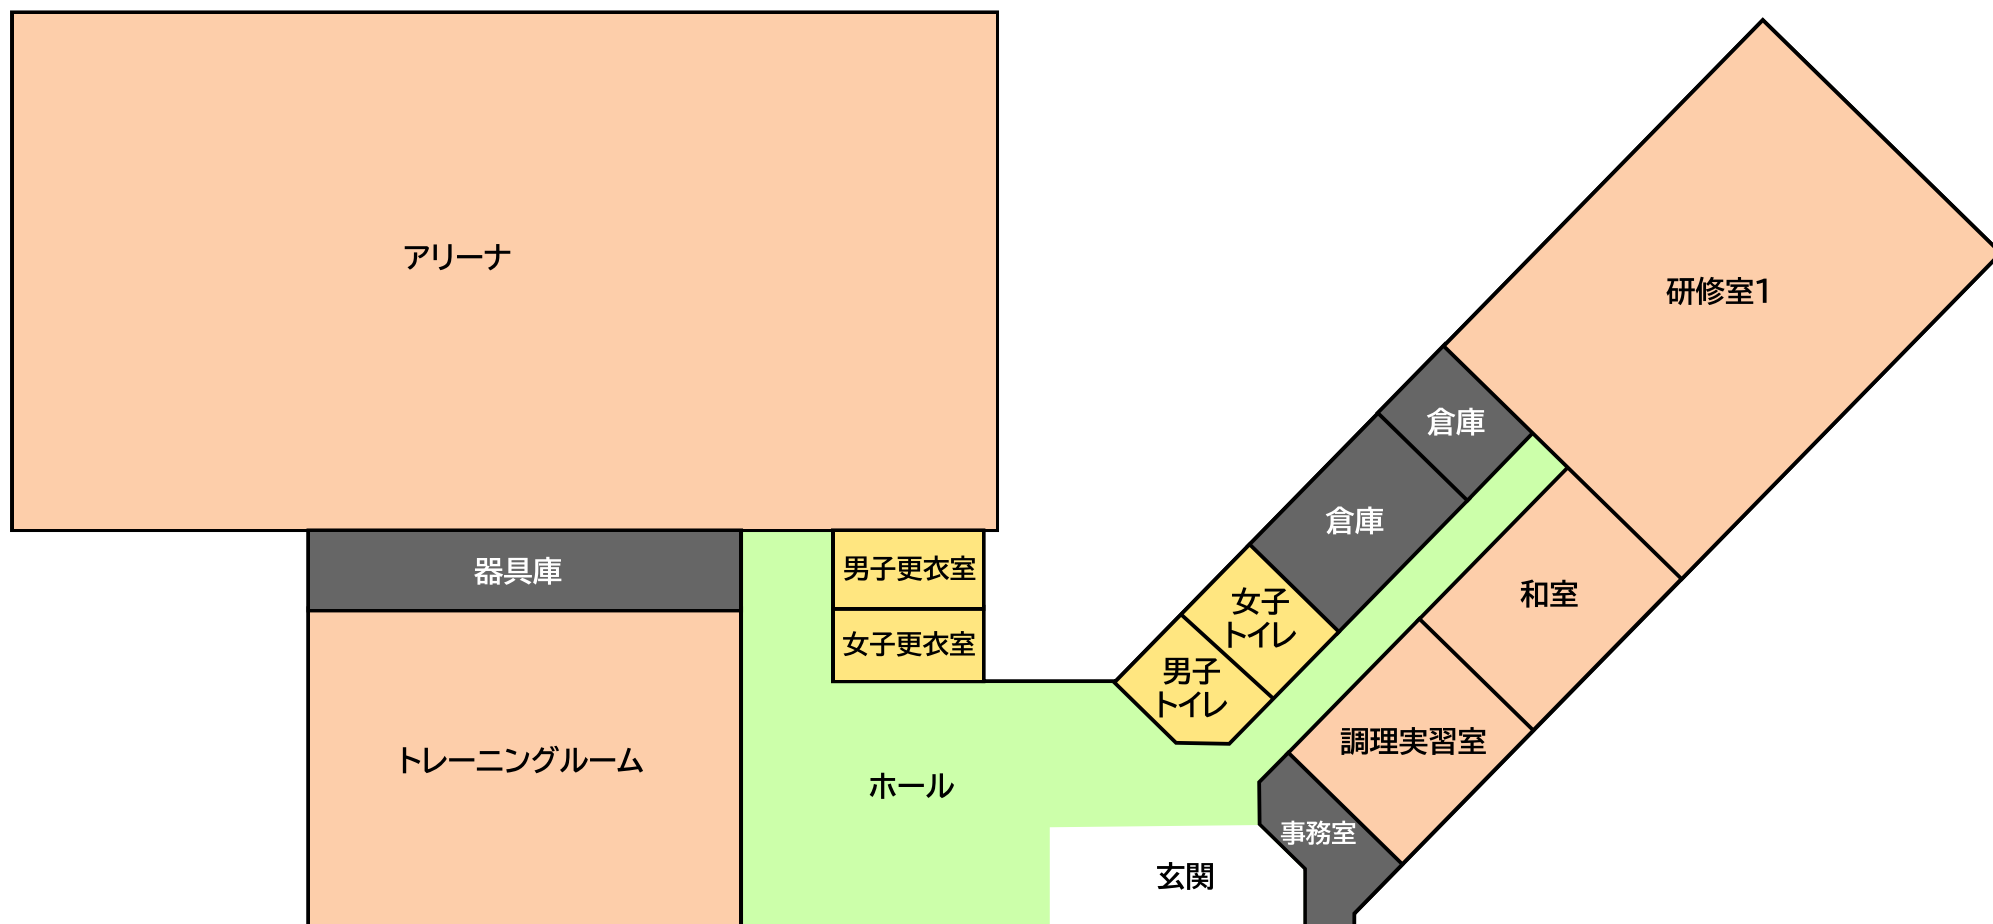 アリーナ
研修室1
倉庫
倉庫
器具庫
男子更衣室
女子更衣室
女子
トイレ
男子
トイレ
和室
調理実習室
トレーニングルーム
ホール
事務室
玄関